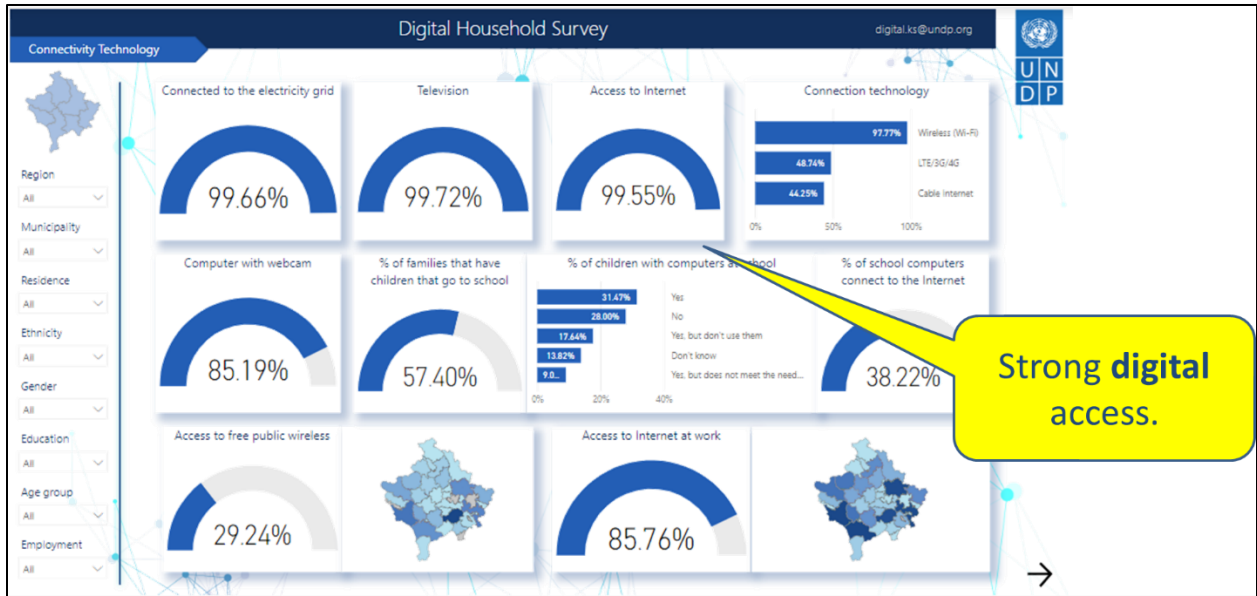 Digital Household Survey
digital.ks@undp.org
UN
DP
Connectivity Technology
Connected to the electricity grid
99.66%
Television
99.72%
Access to Internet
99.55%
Connection technology
97.77% Wireless (Wi-Fi)
48.74% LTE/3G/4G
44.25% Cable Internet
0% 50% 100%
Region
All
Municipality
All
Residence
All
Ethnicity
All
Gender
All
Education
All
Age group
All
Employment
All
Computer with webcam
85.19%
% of families that have
children that go to school
57.40%
% of children with computers at school
31.47% Yes
28.00% No
17.64% Yes, but don't use them
13.82% Don't know
9.0... Yes, but does not meet the need...
0% 20% 40%
% of school computers
connect to the Internet
38.22%
Strong digital
access.
Access to free public wireless
29.24%
Access to Internet at work
85.76%